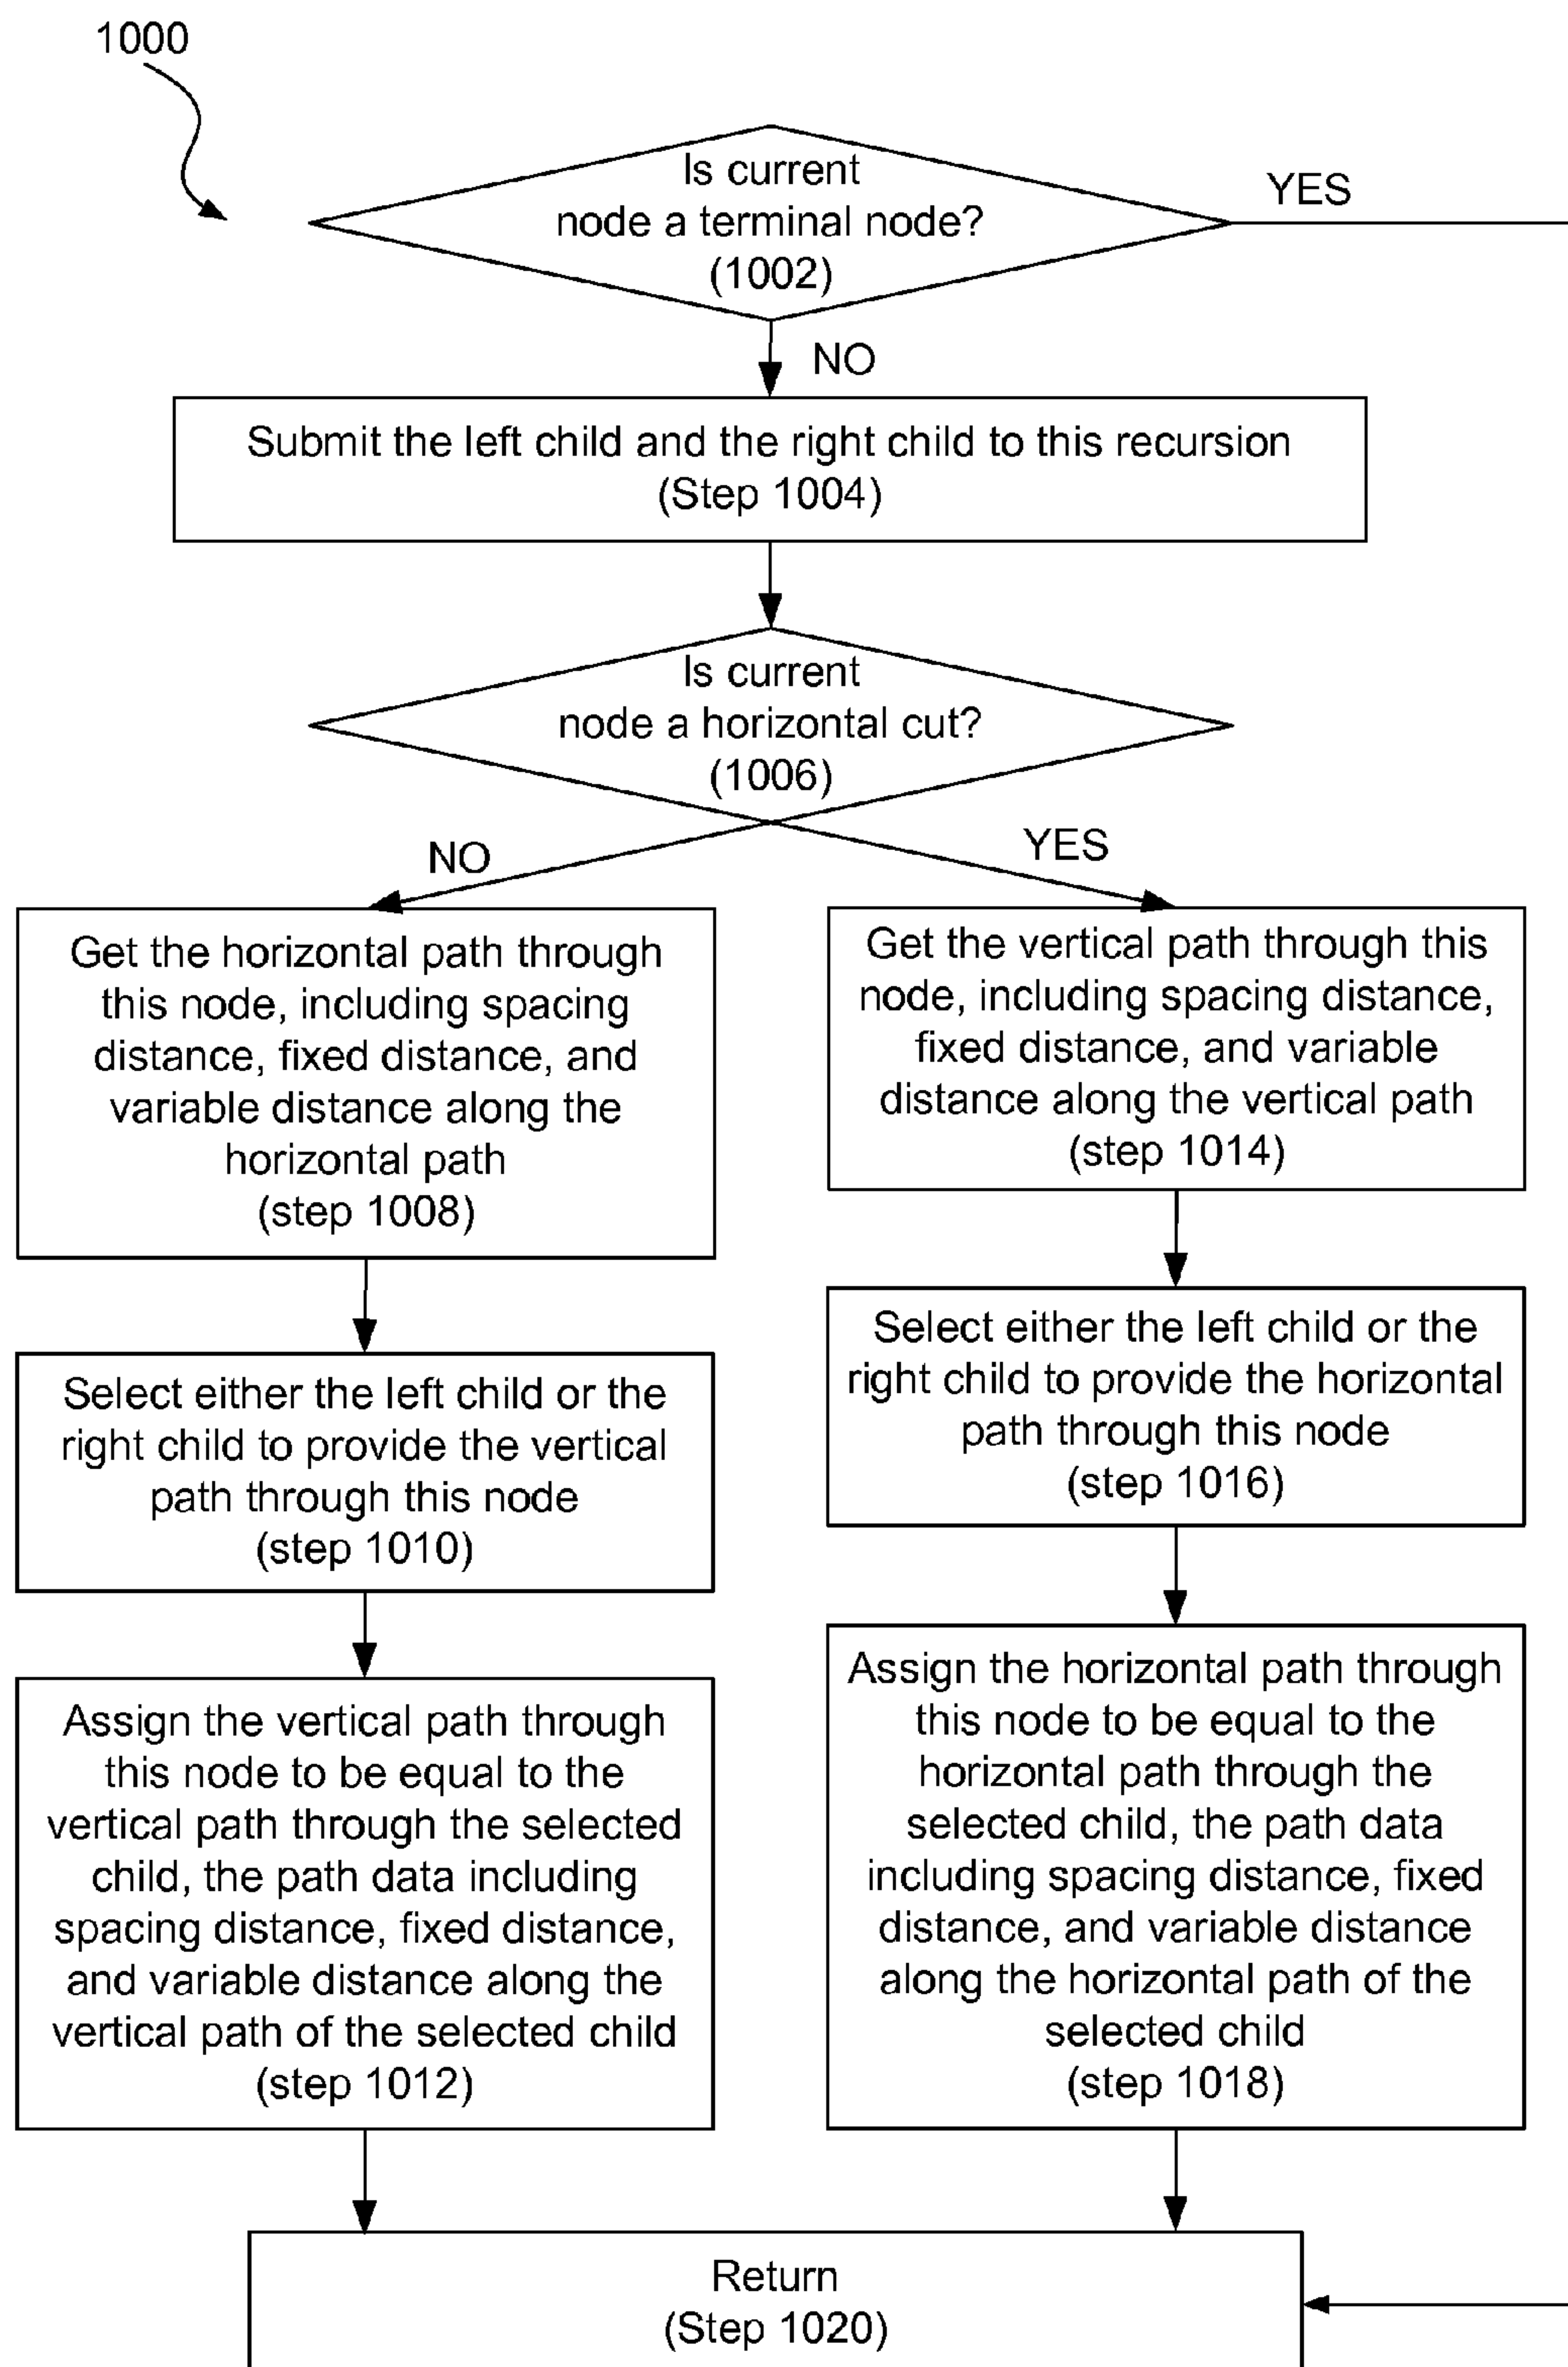 1000
Is current
node a terminal node?
(1002)
YES
NO
Submit the left child and the right child to this recursion
(Step 1004)
Is current
node a horizontal cut?
(1006)
NO
YES
Get the horizontal path through
this node, including spacing
distance, fixed distance, and
variable distance along the
horizontal path
(step 1008)
Select either the left child or the
right child to provide the vertical
path through this node
(step 1010)
Assign the vertical path through
this node to be equal to the
vertical path through the selected
child, the path data including
spacing distance, fixed distance,
and variable distance along the
vertical path of the selected child
(step 1012)
Get the vertical path through this
node, including spacing distance,
fixed distance, and variable
distance along the vertical path
(step 1014)
Select either the left child or the
right child to provide the horizontal
path through this node
(step 1016)
Assign the horizontal path through
this node to be equal to the
horizontal path through the
selected child, the path data
including spacing distance, fixed
distance, and variable distance
along the horizontal path of the
selected child
(step 1018)
Return
(Step 1020)